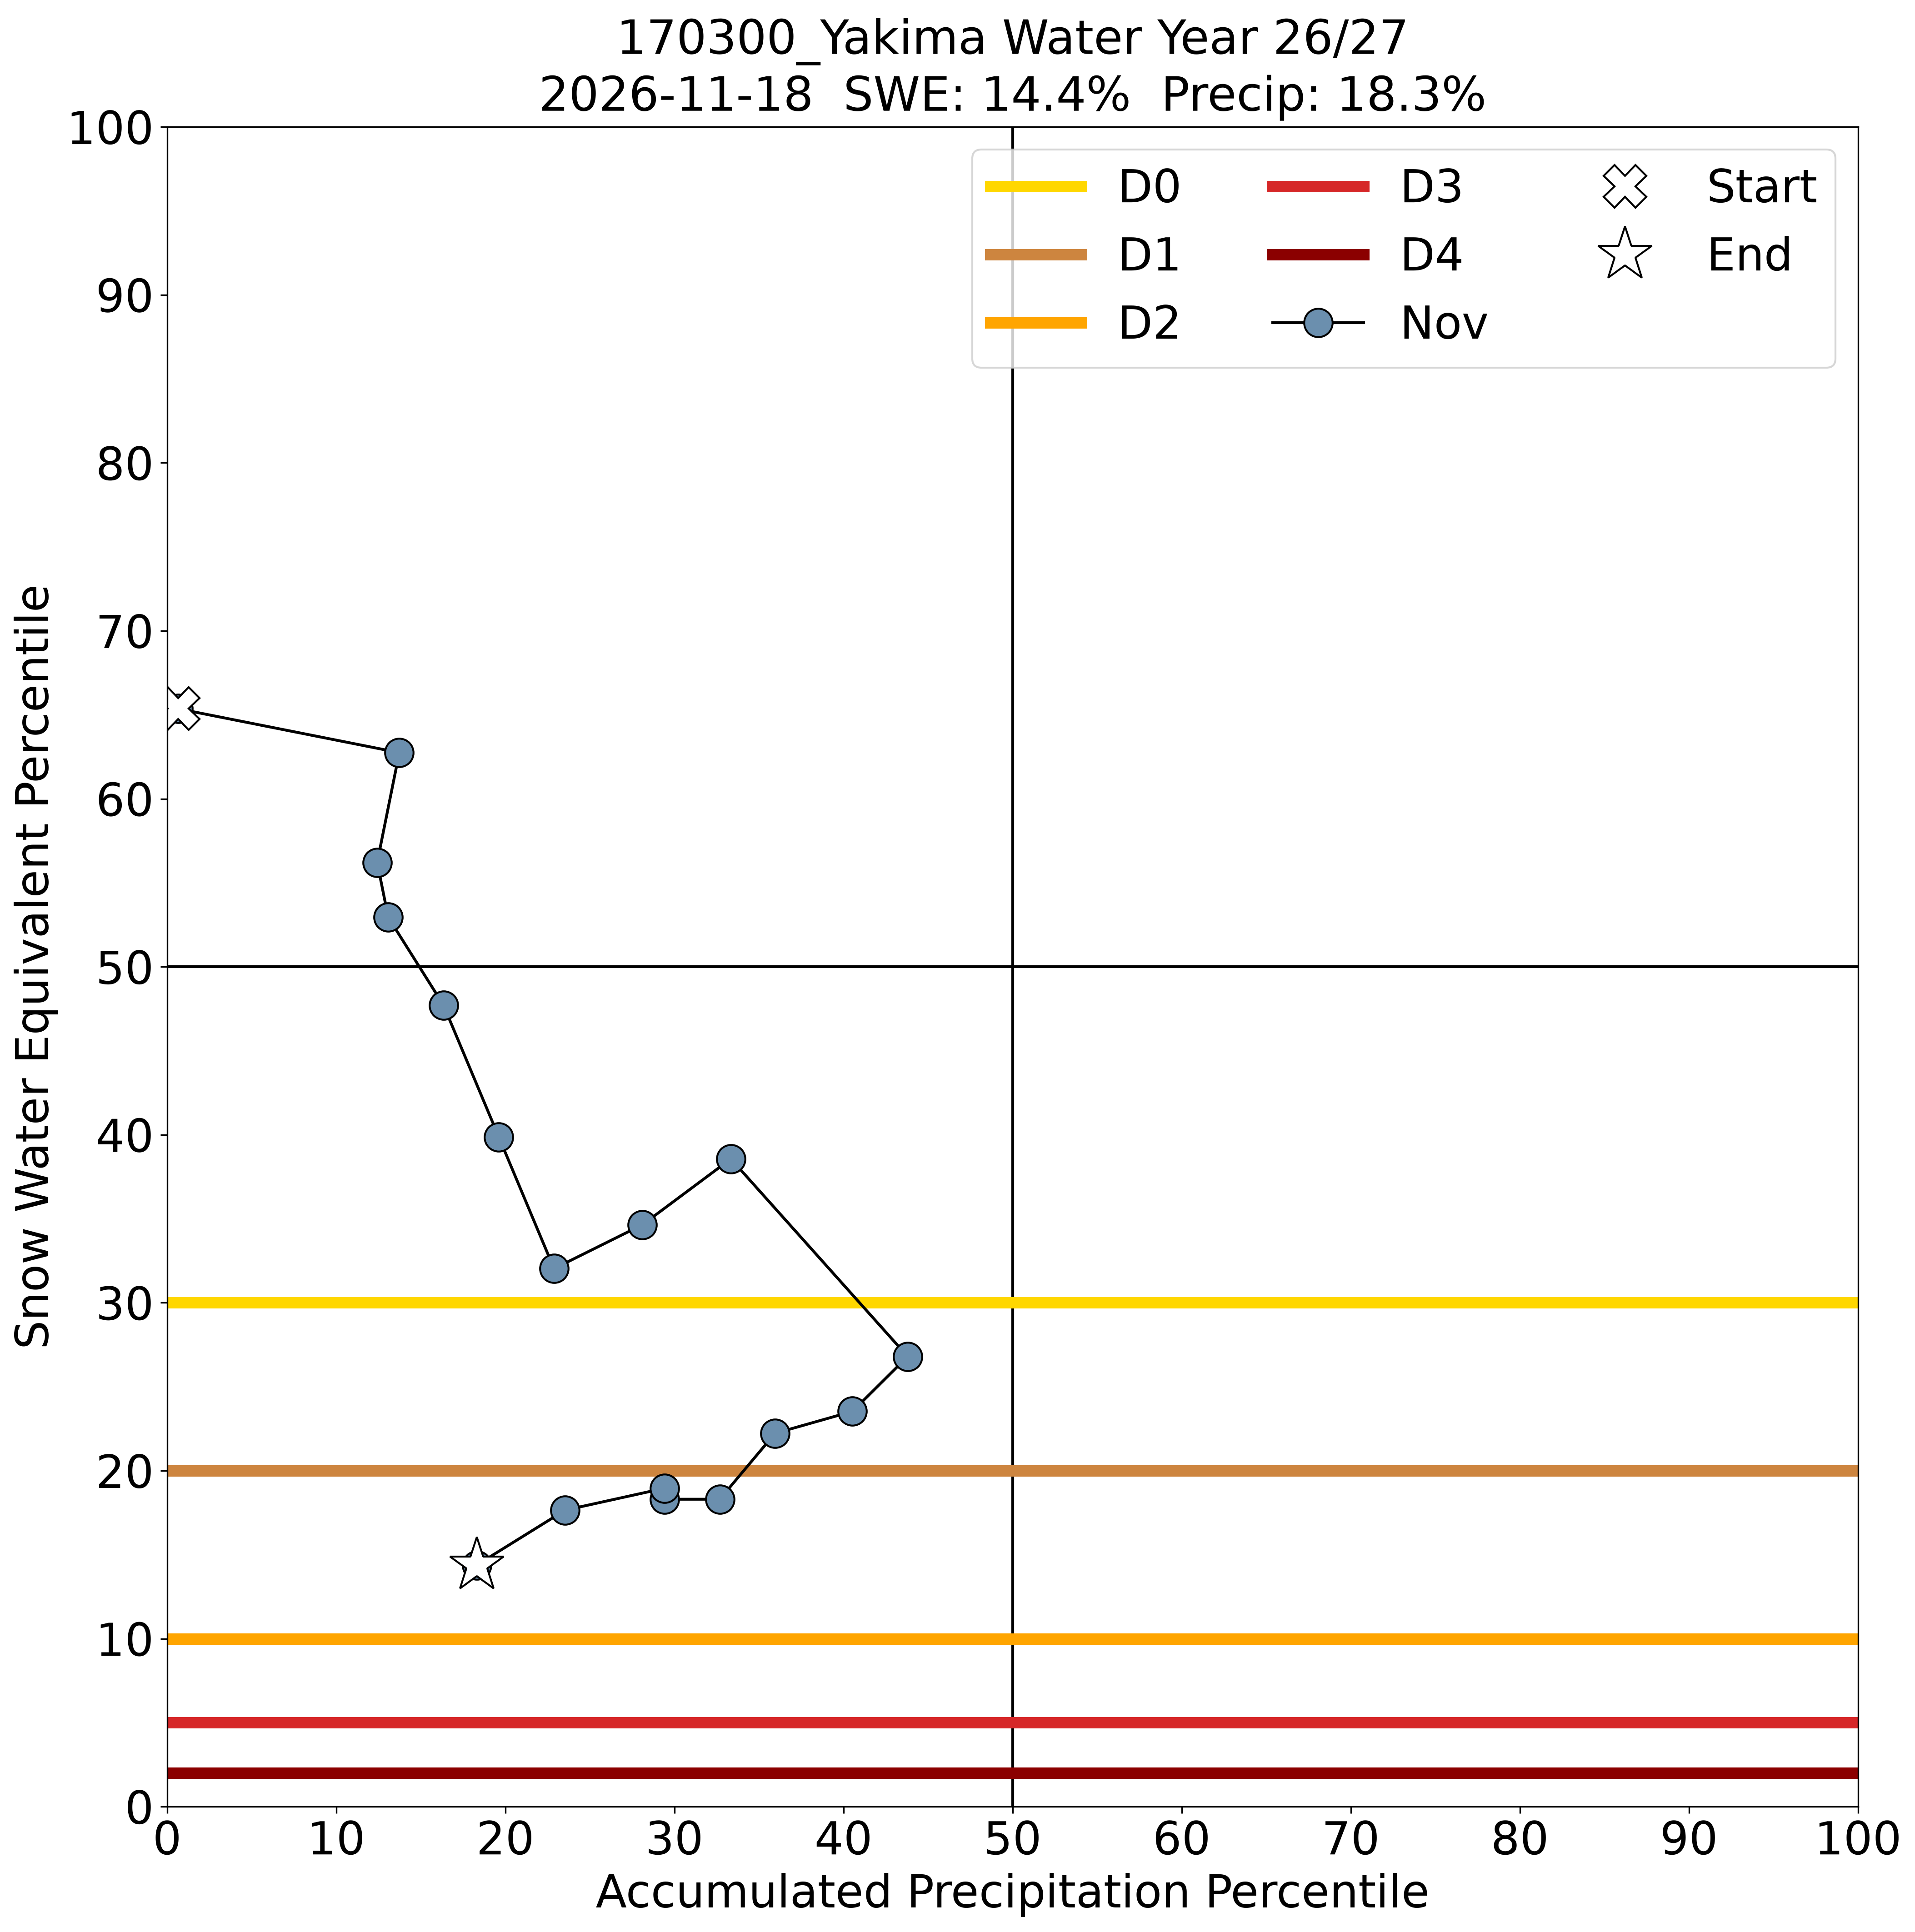 170300_Yakima Water Year 26/27
2026-11-18  SWE: 14.4%  Precip: 18.3%
D0
D1
D2
D3
D4
Nov
Start
End
Snow Water Equivalent Percentile
100
90
80
70
60
50
40
30
20
10
0
0 10 20 30 40 50 60 70 80 90 100
Accumulated Precipitation Percentile